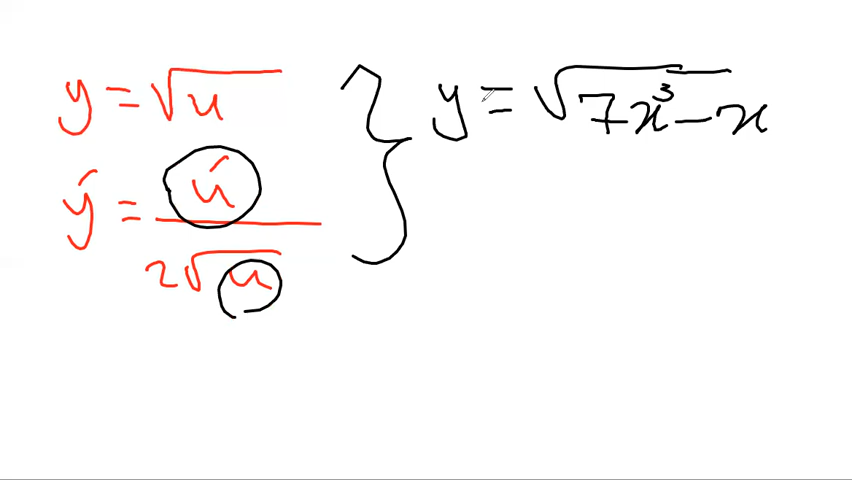 y = √u
y′ = u′ / 2√u
y = √7x³ − x